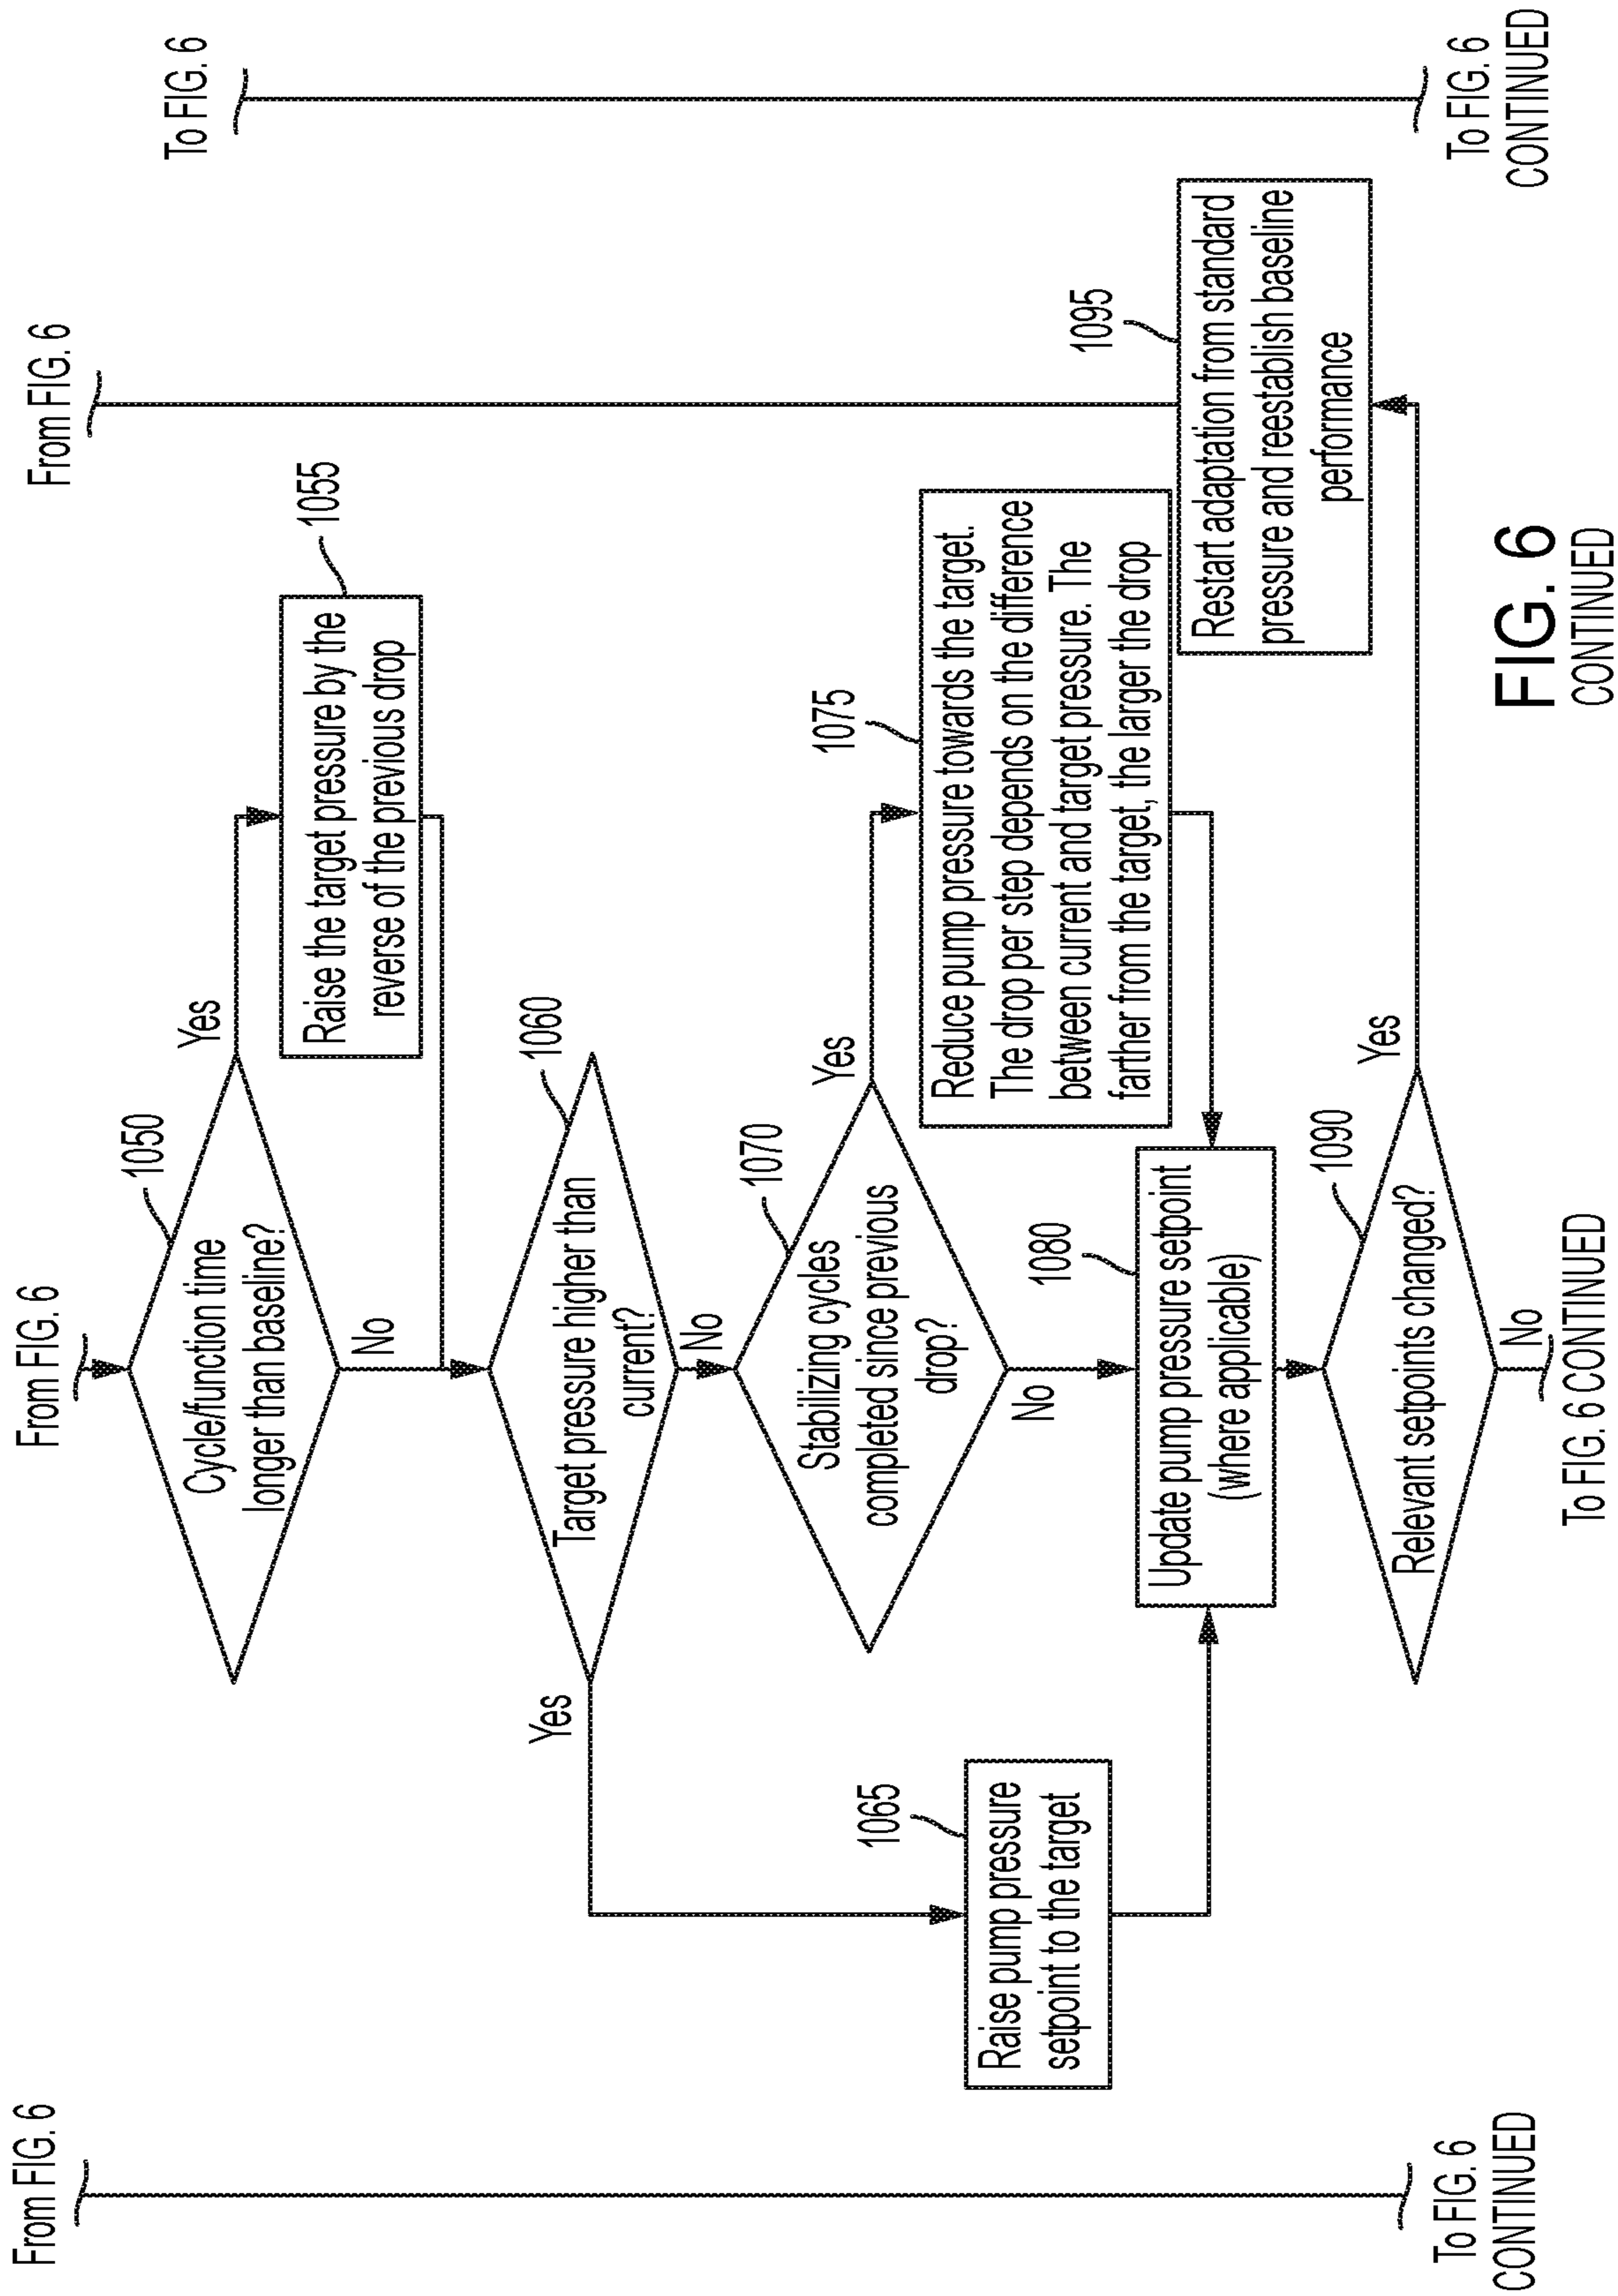 From FIG. 6
From FIG. 6
From FIG. 6
To FIG. 6
1050
Cycle/function time
longer than baseline?
Yes
No
1055
Raise the target pressure by the
reverse of the previous drop
1060
Target pressure higher than
current?
Yes
No
1065
Raise pump pressure
setpoint to the target
1070
Stabilizing cycles
completed since previous
drop?
Yes
No
1075
Reduce pump pressure towards the target.
The drop per step depends on the difference
between current and target pressure. The
farther from the target, the larger the drop
1080
Update pump pressure setpoint
(where applicable)
1090
Relevant setpoints changed?
Yes
No
1095
Restart adaptation from standard
pressure and reestablish baseline
performance
To FIG. 6
CONTINUED
To FIG. 6 CONTINUED
To FIG. 6
CONTINUED
FIG. 6
CONTINUED